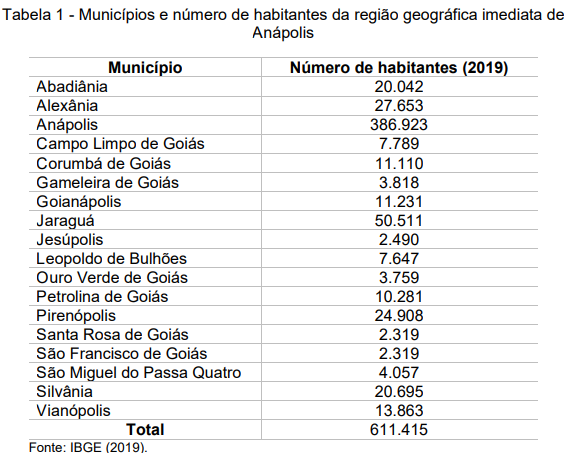 Tabela 1 - Municípios e número de habitantes da região geográfica imediata de
Anápolis
Município Número de habitantes (2019)
Abadiânia 20.042
Alexânia 27.653
Anápolis 386.923
Campo Limpo de Goiás 7.789
Corumbá de Goiás 11.110
Gameleira de Goiás 3.818
Goianápolis 11.231
Jaraguá 50.511
Jesúpolis 2.490
Leopoldo de Bulhões 7.647
Ouro Verde de Goiás 3.759
Petrolina de Goiás 10.281
Pirenópolis 24.908
Santa Rosa de Goiás 2.319
São Francisco de Goiás 2.319
São Miguel do Passa Quatro 4.057
Silvânia 20.695
Vianópolis 13.863
Total 611.415
Fonte: IBGE (2019).